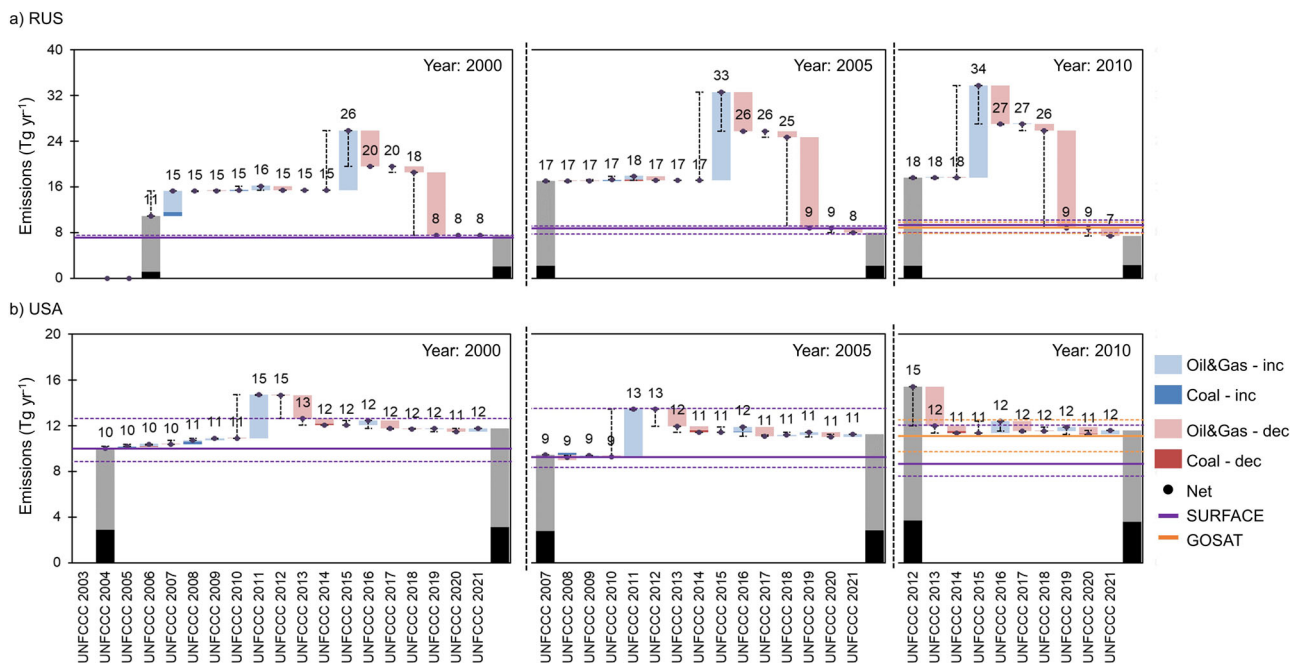 a) RUS
Emissions (Tg yr⁻¹)
40
32
24
16
8
0
Year: 2000
11
15
15
15
15
16
15
15
15
26
20
20
18
8
8
8
Year: 2005
17
17
17
17
18
17
17
17
33
26
26
25
9
9
8
Year: 2010
18
18
18
34
27
27
26
9
9
7
b) USA
Emissions (Tg yr⁻¹)
20
16
12
8
4
0
Year: 2000
10
10
10
10
11
11
11
15
15
13
12
12
12
12
12
12
11
12
Year: 2005
9
9
9
9
13
13
12
11
11
12
11
11
11
11
11
Year: 2010
15
12
11
11
12
12
12
12
11
12
UNFCCC 2003
UNFCCC 2004
UNFCCC 2005
UNFCCC 2006
UNFCCC 2007
UNFCCC 2008
UNFCCC 2009
UNFCCC 2010
UNFCCC 2011
UNFCCC 2012
UNFCCC 2013
UNFCCC 2014
UNFCCC 2015
UNFCCC 2016
UNFCCC 2017
UNFCCC 2018
UNFCCC 2019
UNFCCC 2020
UNFCCC 2021
UNFCCC 2007
UNFCCC 2008
UNFCCC 2009
UNFCCC 2010
UNFCCC 2011
UNFCCC 2012
UNFCCC 2013
UNFCCC 2014
UNFCCC 2015
UNFCCC 2016
UNFCCC 2017
UNFCCC 2018
UNFCCC 2019
UNFCCC 2020
UNFCCC 2021
UNFCCC 2012
UNFCCC 2013
UNFCCC 2014
UNFCCC 2015
UNFCCC 2016
UNFCCC 2017
UNFCCC 2018
UNFCCC 2019
UNFCCC 2020
UNFCCC 2021
Oil&Gas - inc
Coal - inc
Oil&Gas - dec
Coal - dec
Net
SURFACE
GOSAT